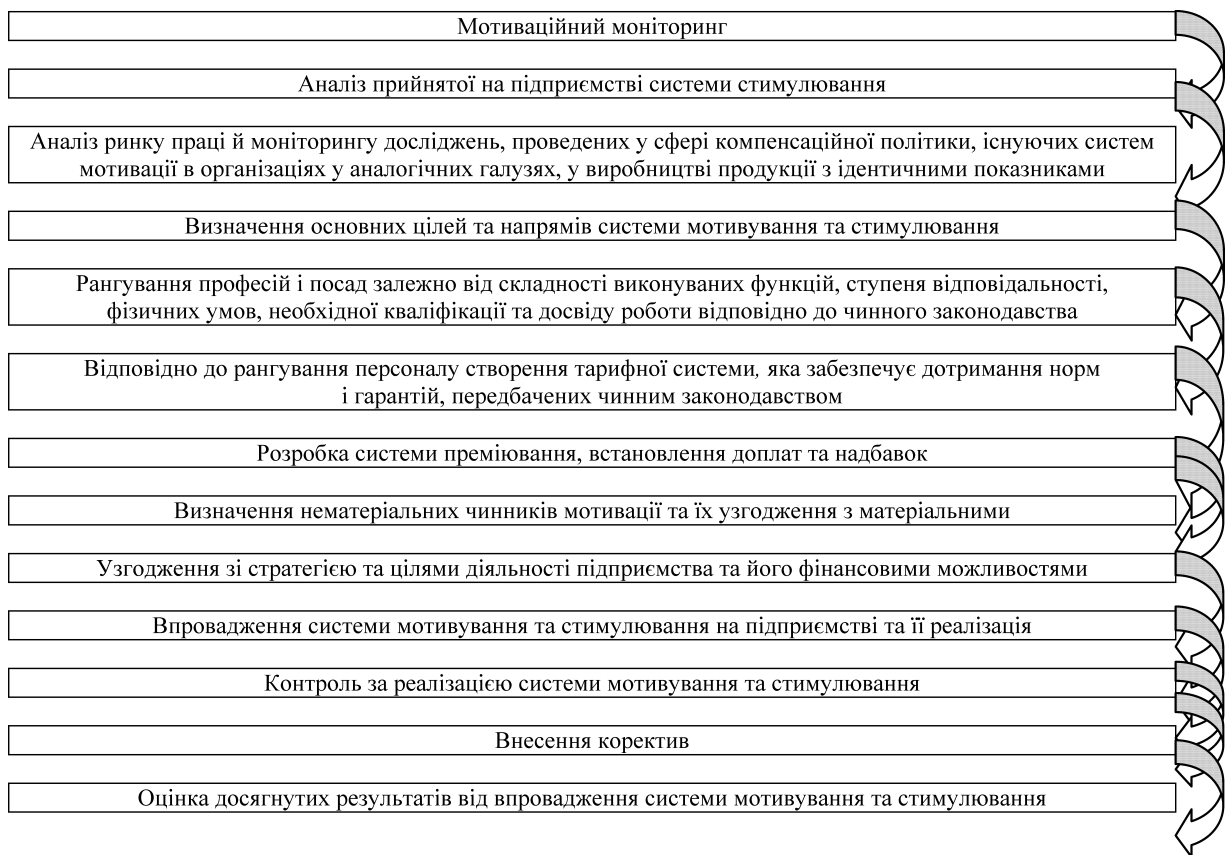 Мотиваційний моніторинг
Аналіз прийнятої на підприємстві системи стимулювання
Аналіз ринку праці й моніторингу досліджень, проведених у сфері компенсаційної політики, існуючих систем
мотивації в організаціях у аналогічних галузях, у виробництві продукції з ідентичними показниками
Визначення основних цілей та напрямів системи мотивування та стимулювання
Рангування професій і посад залежно від складності виконуваних функцій, ступеня відповідальності,
фізичних умов, необхідної кваліфікації та досвіду роботи відповідно до чинного законодавства
Відповідно до рангування персоналу створення тарифної системи, яка забезпечує дотримання норм
і гарантій, передбачених чинним законодавством
Розробка системи преміювання, встановлення доплат та надбавок
Визначення нематеріальних чинників мотивації та їх узгодження з матеріальними
Узгодження зі стратегією та цілями діяльності підприємства та його фінансовими можливостями
Впровадження системи мотивування та стимулювання на підприємстві та її реалізація
Контроль за реалізацією системи мотивування та стимулювання
Внесення коректив
Оцінка досягнутих результатів від впровадження системи мотивування та стимулювання